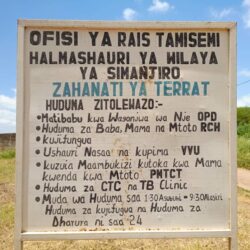 OFISI YA RAIS TAMISEMI
HALMASHAURI YA WILAYA
YA SIMANJIRO
ZAHANATI YA TERRAT
HUDUMA ZITOLEWAZO:-
• Matibabu kwa Wagonjwa wa Nje OPD
• Huduma za Baba, Mama na Mtoto RCH
• kujifungua
• Ushauri Nasaa na kupima VVU
• kuzuia Maambukizi kutoka kwa Mama
kwenda kwa Mtoto PMTCT
• Huduma za CTC na TB Clinic
• Muda wa Huduma saa 1:30 Asubuhi - 9:30 Alasiri
Huduma za kujifungua na Huduma za
Dharura ni saa 24